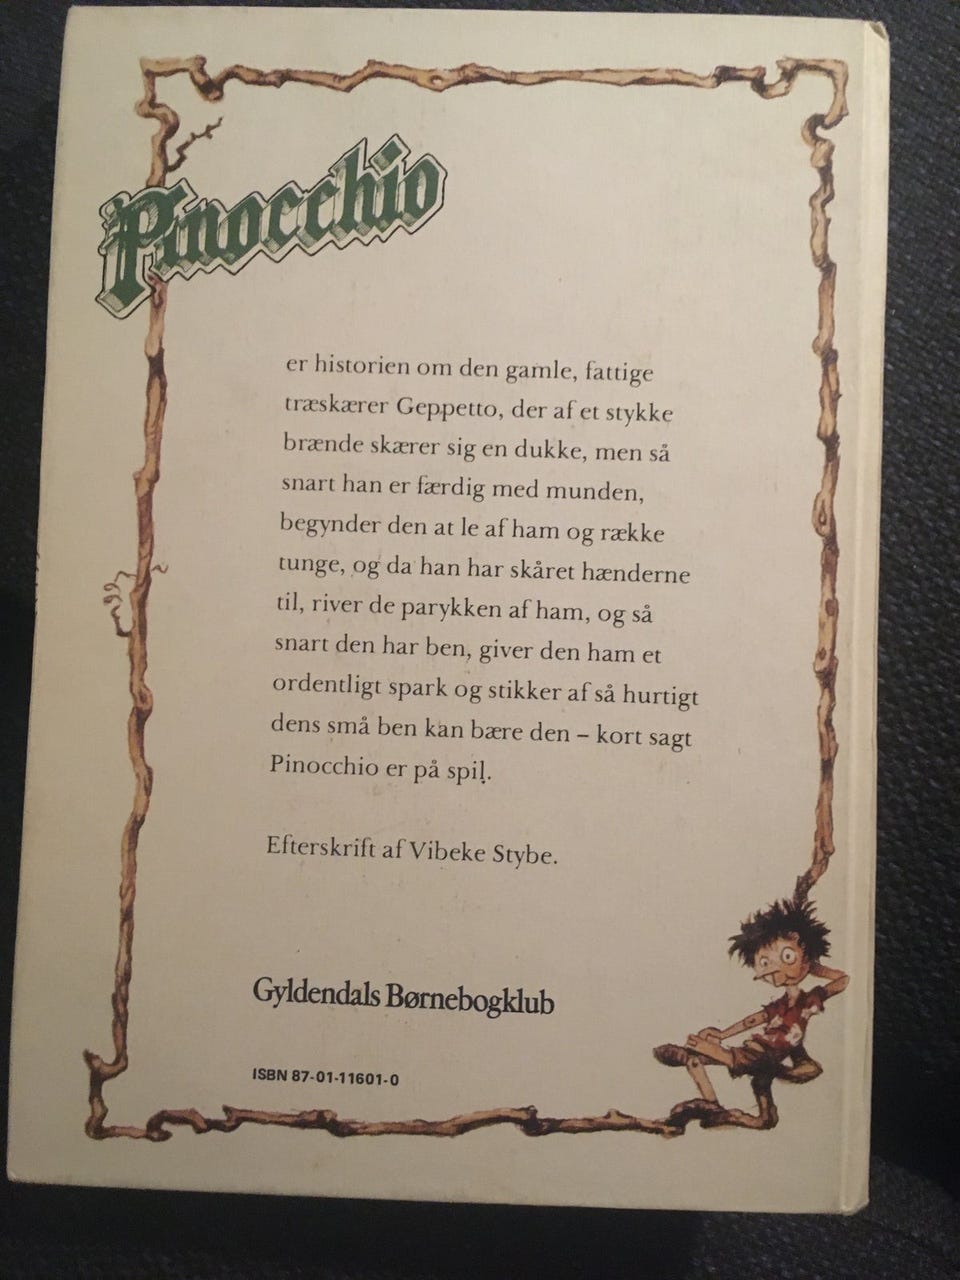 Pinocchio
er historien om den gamle, fattige
træskærer Geppetto, der af et stykke
brænde skærer sig en dukke, men så
snart han er færdig med munden,
begynder den at le af ham og række
tunge, og da han har skåret hænderne
til, river de parykken af ham, og så
snart den har ben, giver den ham et
ordentligt spark og stikker af så hurtigt
dens små ben kan bære den – kort sagt
Pinocchio er på spil.
Efterskrift af Vibeke Stybe.
Gyldendals Børnebogklub
ISBN 87-01-11601-0